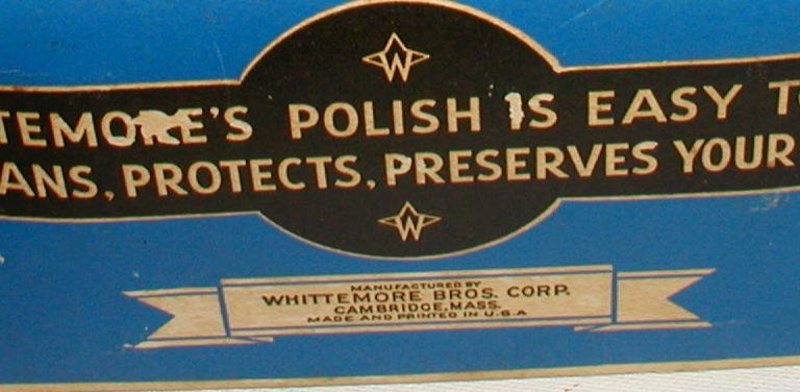 W
TEMORE'S POLISH IS EASY T
ANS, PROTECTS, PRESERVES YOUR
W
MANUFACTURED BY
WHITTEMORE BROS. CORP.
CAMBRIDGE, MASS.
MADE AND PRINTED IN U.S.A